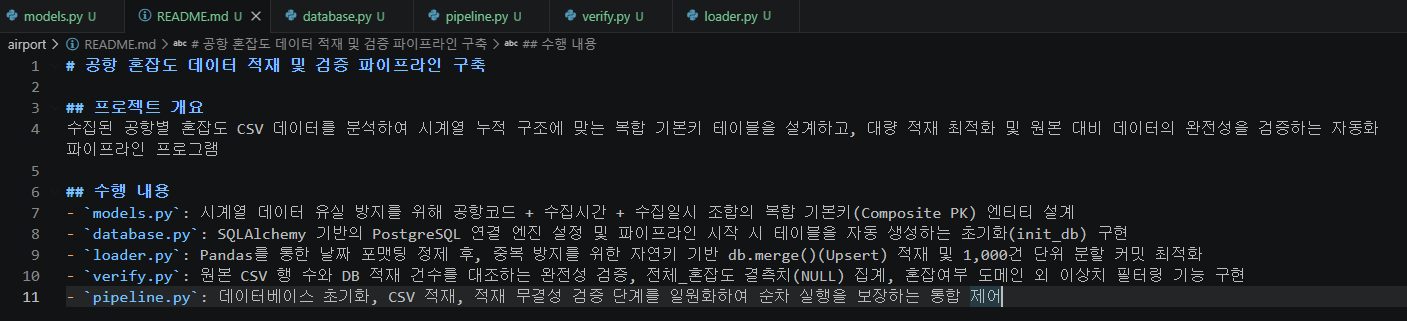 models.py U README.md U database.py U pipeline.py U verify.py U loader.py U
airport > README.md > abc # 공항 혼잡도 데이터 적재 및 검증 파이프라인 구축 > abc ## 수행 내용
1 # 공항 혼잡도 데이터 적재 및 검증 파이프라인 구축
2
3 ## 프로젝트 개요
4 수집된 공항별 혼잡도 CSV 데이터를 분석하여 시계열 누적 구조에 맞는 복합 기본키 테이블을 설계하고, 대량 적재 최적화 및 원본 대비 데이터의 완전성을 검증하는 자동화
파이프라인 프로그램
5
6 ## 수행 내용
7 - `models.py`: 시계열 데이터 유실 방지를 위해 공항코드 + 수집시간 + 수집일시 조합의 복합 기본키(Composite PK) 엔티티 설계
8 - `database.py`: SQLAlchemy 기반의 PostgreSQL 연결 엔진 설정 및 파이프라인 시작 시 테이블을 자동 생성하는 초기화(init_db) 구현
9 - `loader.py`: Pandas를 통한 날짜 포맷팅 정제 후, 중복 방지를 위한 자연키 기반 db.merge()(Upsert) 적재 및 1,000건 단위 분할 커밋 최적화
10 - `verify.py`: 원본 CSV 행 수와 DB 적재 건수를 대조하는 완전성 검증, 전체_혼잡도 결측치(NULL) 집계, 혼잡여부 도메인 외 이상치 필터링 기능 구현
11 - `pipeline.py`: 데이터베이스 초기화, CSV 적재, 적재 무결성 검증 단계를 일원화하여 순차 실행을 보장하는 통합 제어